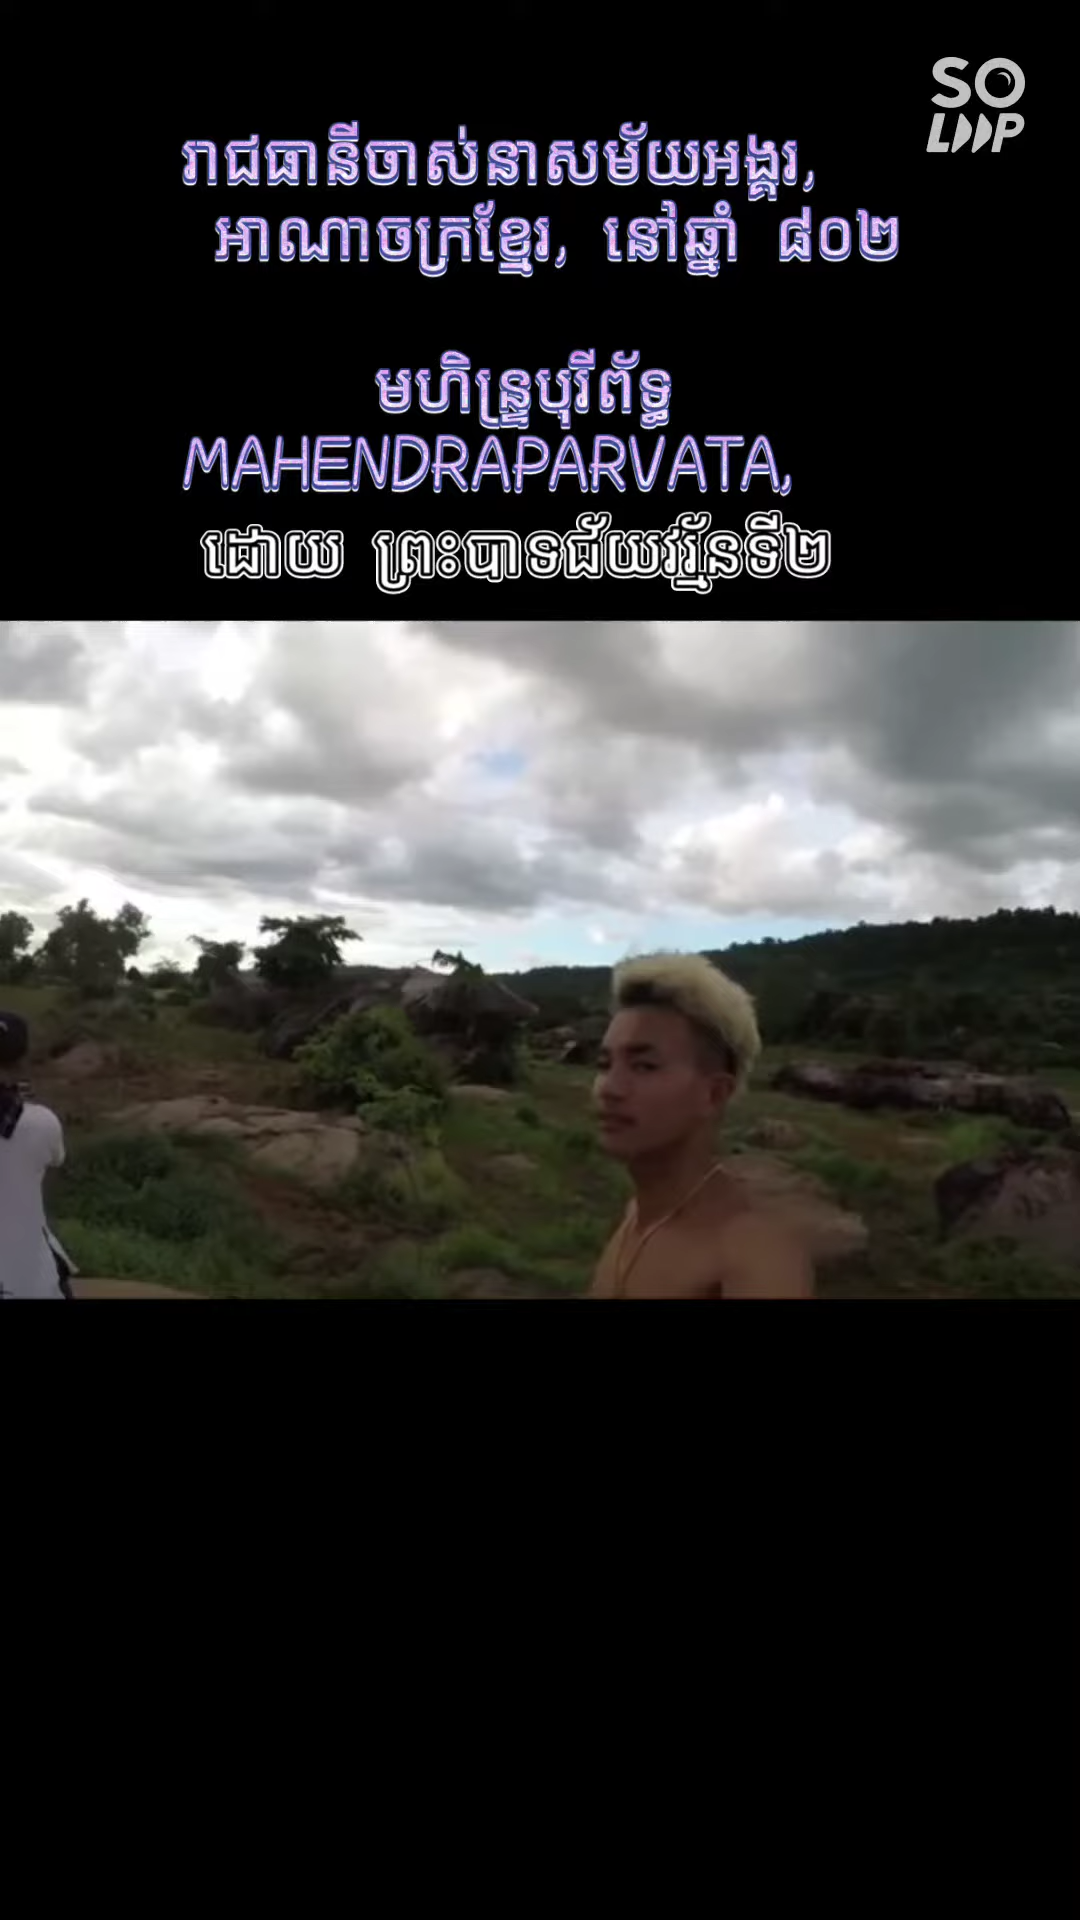 SO
LOOP
រាជធានីចាស់នាសម័យអង្គរ,
អាណាចក្រខ្មែរ, នៅឆ្នាំ ៨០២
មហិន្ទ្របុរីព័ទ្ធ
MAHENDRAPARVATA,
ដោយ ព្រះបាទជ័យវរ្ម័នទី២